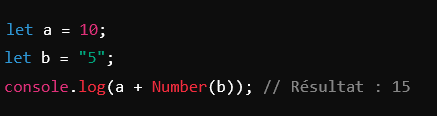 let a = 10;
let b = "5";
console.log(a + Number(b)); // Résultat : 15